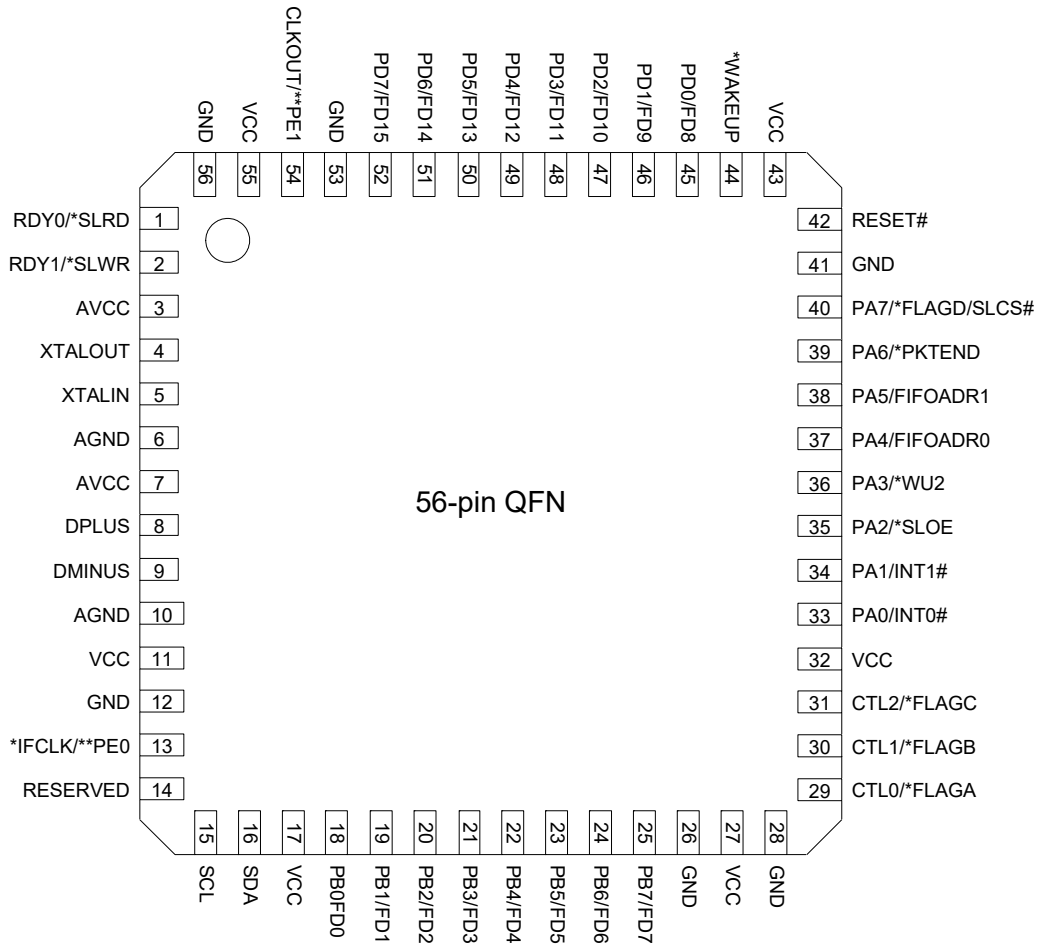 GND
VCC
CLKOUT/**PE1
GND
PD7/FD15
PD6/FD14
PD5/FD13
PD4/FD12
PD3/FD11
PD2/FD10
PD1/FD9
PD0/FD8
*WAKEUP
VCC
56
55
54
53
52
51
50
49
48
47
46
45
44
43
RDY0/*SLRD 1
RDY1/*SLWR 2
AVCC 3
XTALOUT 4
XTALIN 5
AGND 6
AVCC 7
DPLUS 8
DMINUS 9
AGND 10
VCC 11
GND 12
*IFCLK/**PE0 13
RESERVED 14
56-pin QFN
42 RESET#
41 GND
40 PA7/*FLAGD/SLCS#
39 PA6/*PKTEND
38 PA5/FIFOADR1
37 PA4/FIFOADR0
36 PA3/*WU2
35 PA2/*SLOE
34 PA1/INT1#
33 PA0/INT0#
32 VCC
31 CTL2/*FLAGC
30 CTL1/*FLAGB
29 CTL0/*FLAGA
15
16
17
18
19
20
21
22
23
24
25
26
27
28
SCL
SDA
VCC
PB0FD0
PB1/FD1
PB2/FD2
PB3/FD3
PB4/FD4
PB5/FD5
PB6/FD6
PB7/FD7
GND
VCC
GND